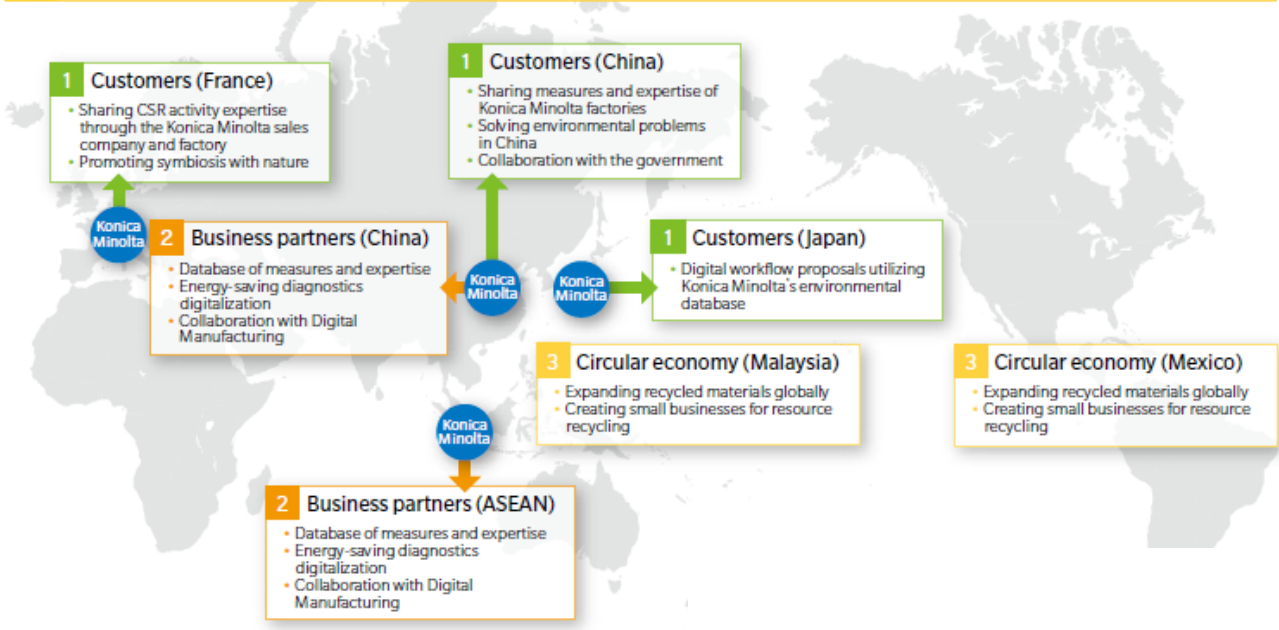 1 Customers (France)
• Sharing CSR activity expertise
through the Konica Minolta sales
company and factory
• Promoting symbiosis with nature
1 Customers (China)
• Sharing measures and expertise of
Konica Minolta factories
• Solving environmental problems
in China
• Collaboration with the government
Konica
Minolta
2 Business partners (China)
• Database of measures and expertise
• Energy-saving diagnostics
digitalization
• Collaboration with Digital
Manufacturing
Konica
Minolta
Konica
Minolta
1 Customers (Japan)
• Digital workflow proposals utilizing
Konica Minolta's environmental
database
3 Circular economy (Malaysia)
• Expanding recycled materials globally
• Creating small businesses for resource
recycling
3 Circular economy (Mexico)
• Expanding recycled materials globally
• Creating small businesses for resource
recycling
Konica
Minolta
2 Business partners (ASEAN)
• Database of measures and expertise
• Energy-saving diagnostics
digitalization
• Collaboration with Digital
Manufacturing